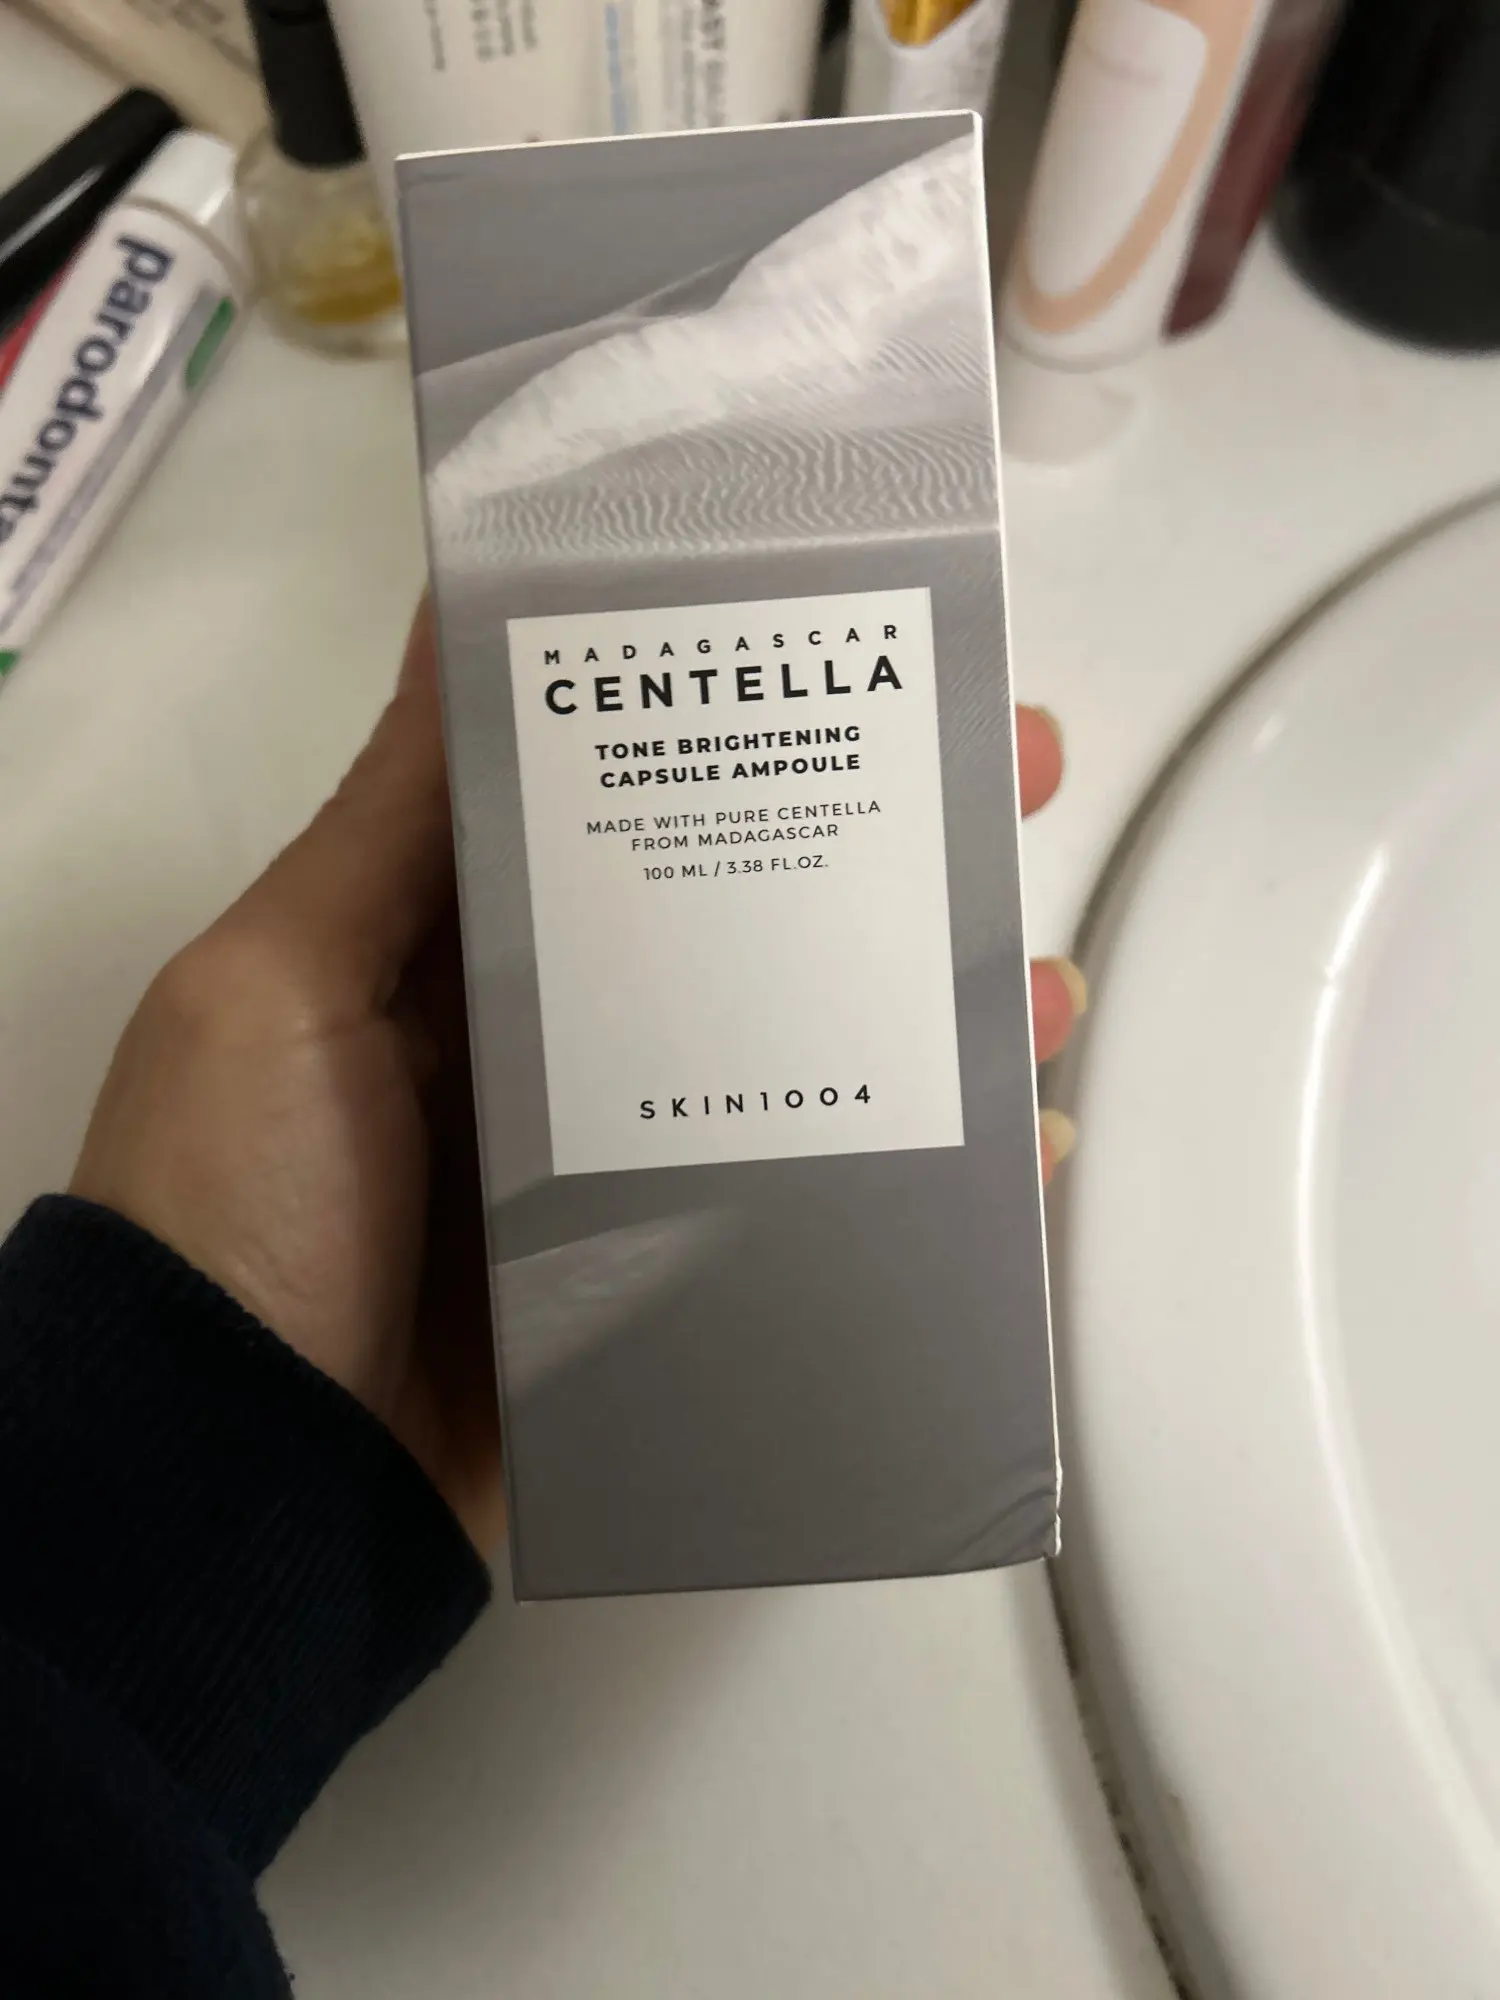 MADAGASCAR
CENTELLA
TONE BRIGHTENING
CAPSULE AMPOULE
MADE WITH PURE CENTELLA
FROM MADAGASCAR
100 ML / 3.38 FL.OZ.
SKIN1004
parodonta